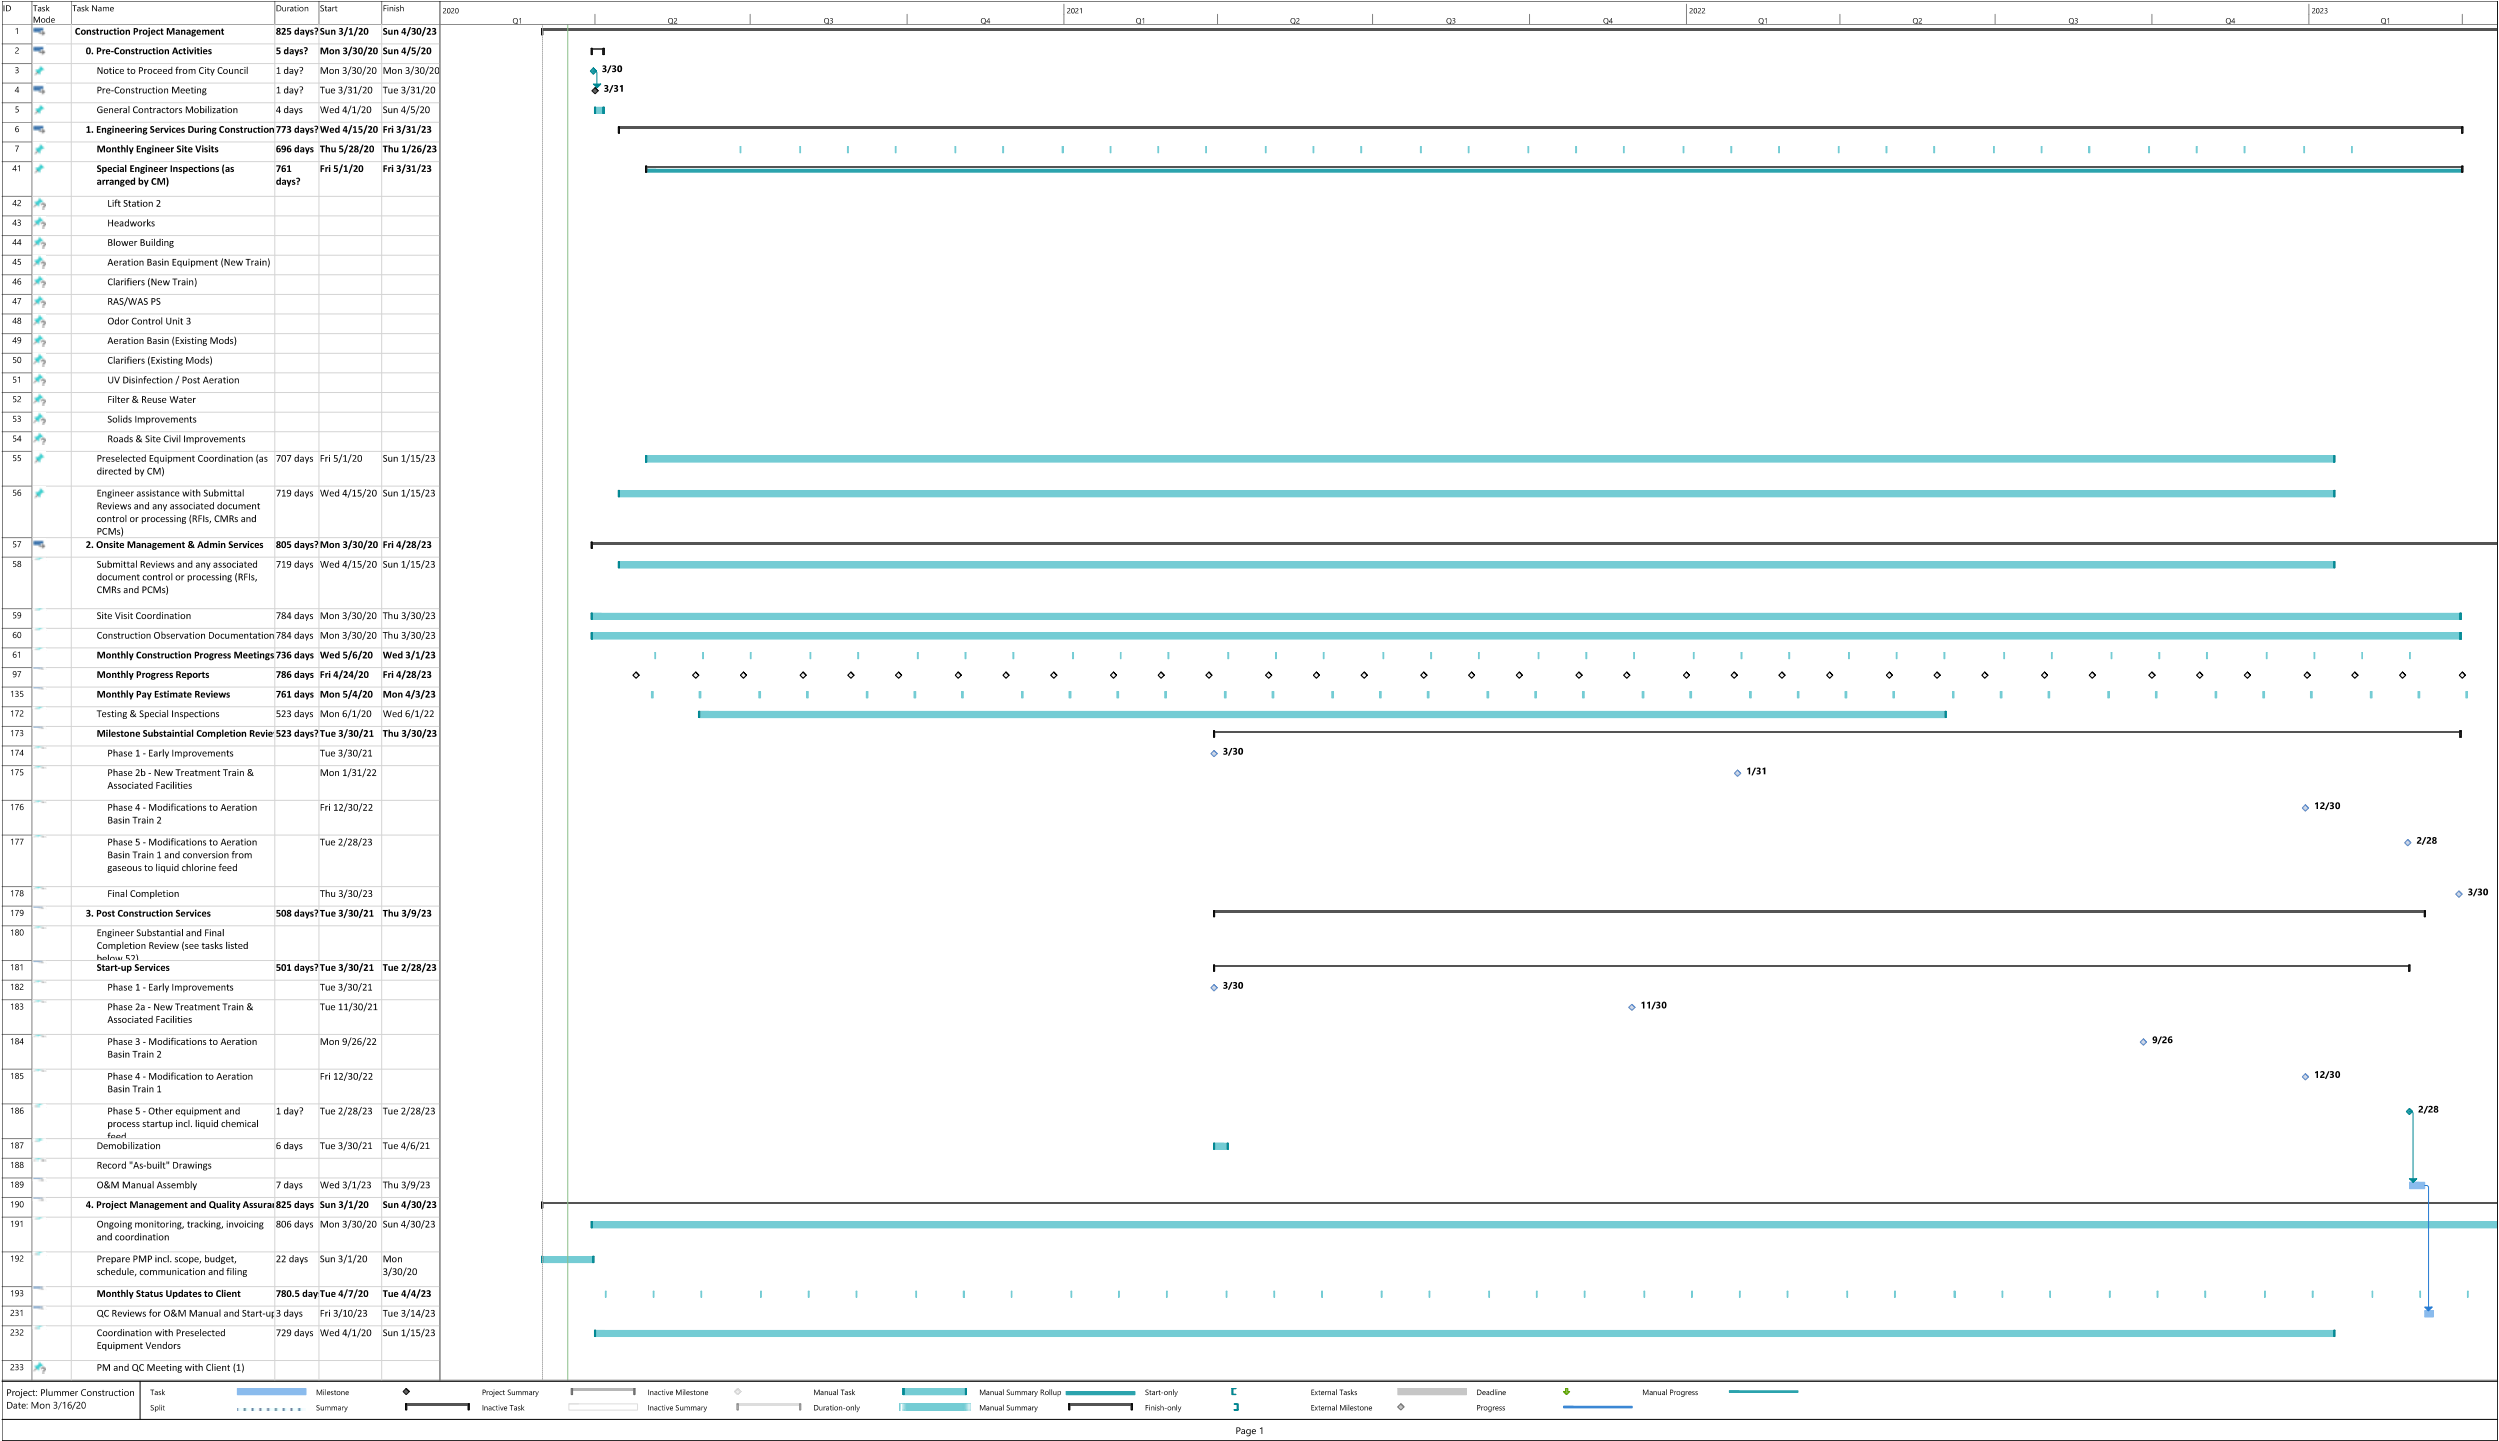 ID Task Mode Task Name Duration Start Finish
2020 2021 2022 2023
Q1 Q2 Q3 Q4 Q1 Q2 Q3 Q4 Q1 Q2 Q3 Q4 Q1
1 Construction Project Management 825 days? Sun 3/1/20 Sun 4/30/23
2 0. Pre-Construction Activities 5 days? Mon 3/30/20 Sun 4/5/20
3 Notice to Proceed from City Council 1 day? Mon 3/30/20 Mon 3/30/20 3/30
4 Pre-Construction Meeting 1 day? Tue 3/31/20 Tue 3/31/20 3/31
5 General Contractors Mobilization 4 days Wed 4/1/20 Sun 4/5/20
6 1. Engineering Services During Construction 773 days? Wed 4/15/20 Fri 3/31/23
7 Monthly Engineer Site Visits 696 days Thu 5/28/20 Thu 1/26/23
41 Special Engineer Inspections (as 761 Fri 5/1/20 Fri 3/31/23
arranged by CM) days?
42 Lift Station 2
43 Headworks
44 Blower Building
45 Aeration Basin Equipment (New Train)
46 Clarifiers (New Train)
47 RAS/WAS PS
48 Odor Control Unit 3
49 Aeration Basin (Existing Mods)
50 Clarifiers (Existing Mods)
51 UV Disinfection / Post Aeration
52 Filter & Reuse Water
53 Solids Improvements
54 Roads & Site Civil Improvements
55 Preselected Equipment Coordination (as 707 days Fri 5/1/20 Sun 1/15/23
directed by CM)
56 Engineer assistance with Submittal 719 days Wed 4/15/20 Sun 1/15/23
Reviews and any associated document
control or processing (RFIs, CMRs and
PCMs)
57 2. Onsite Management & Admin Services 805 days? Mon 3/30/20 Fri 4/28/23
58 Submittal Reviews and any associated 719 days Wed 4/15/20 Sun 1/15/23
document control or processing (RFIs,
CMRs and PCMs)
59 Site Visit Coordination 784 days Mon 3/30/20 Thu 3/30/23
60 Construction Observation Documentation 784 days Mon 3/30/20 Thu 3/30/23
61 Monthly Construction Progress Meetings 736 days Wed 5/6/20 Wed 3/1/23
97 Monthly Progress Reports 786 days Fri 4/24/20 Fri 4/28/23
135 Monthly Pay Estimate Reviews 761 days Mon 5/4/20 Mon 4/3/23
172 Testing & Special Inspections 523 days Mon 6/1/20 Wed 6/1/22
173 Milestone Substaintial Completion Revie 523 days? Tue 3/30/21 Thu 3/30/23
174 Phase 1 - Early Improvements Tue 3/30/21 3/30
175 Phase 2b - New Treatment Train & Mon 1/31/22 1/31
Associated Facilities
176 Phase 4 - Modifications to Aeration Fri 12/30/22 12/30
Basin Train 2
177 Phase 5 - Modifications to Aeration Tue 2/28/23 2/28
Basin Train 1 and conversion from
gaseous to liquid chlorine feed
178 Final Completion Thu 3/30/23 3/30
179 3. Post Construction Services 508 days? Tue 3/30/21 Thu 3/9/23
180 Engineer Substantial and Final
Completion Review (see tasks listed
below 52)
181 Start-up Services 501 days? Tue 3/30/21 Tue 2/28/23
182 Phase 1 - Early Improvements Tue 3/30/21 3/30
183 Phase 2a - New Treatment Train & Tue 11/30/21 11/30
Associated Facilities
184 Phase 3 - Modifications to Aeration Mon 9/26/22 9/26
Basin Train 2
185 Phase 4 - Modification to Aeration Fri 12/30/22 12/30
Basin Train 1
186 Phase 5 - Other equipment and 1 day? Tue 2/28/23 Tue 2/28/23 2/28
process startup incl. liquid chemical
feed
187 Demobilization 6 days Tue 3/30/21 Tue 4/6/21
188 Record "As-built" Drawings
189 O&M Manual Assembly 7 days Wed 3/1/23 Thu 3/9/23
190 4. Project Management and Quality Assura 825 days Sun 3/1/20 Sun 4/30/23
191 Ongoing monitoring, tracking, invoicing 806 days Mon 3/30/20 Sun 4/30/23
and coordination
192 Prepare PMP incl. scope, budget, 22 days Sun 3/1/20 Mon
schedule, communication and filing 3/30/20
193 Monthly Status Updates to Client 780.5 day Tue 4/7/20 Tue 4/4/23
231 QC Reviews for O&M Manual and Start-up 3 days Fri 3/10/23 Tue 3/14/23
232 Coordination with Preselected 729 days Wed 4/1/20 Sun 1/15/23
Equipment Vendors
233 PM and QC Meeting with Client (1)
Project: Plummer Construction
Date: Mon 3/16/20
Task Milestone Project Summary Inactive Milestone Manual Task Manual Summary Rollup Start-only External Tasks Deadline Manual Progress
Split Summary Inactive Task Inactive Summary Duration-only Manual Summary Finish-only External Milestone Progress
Page 1